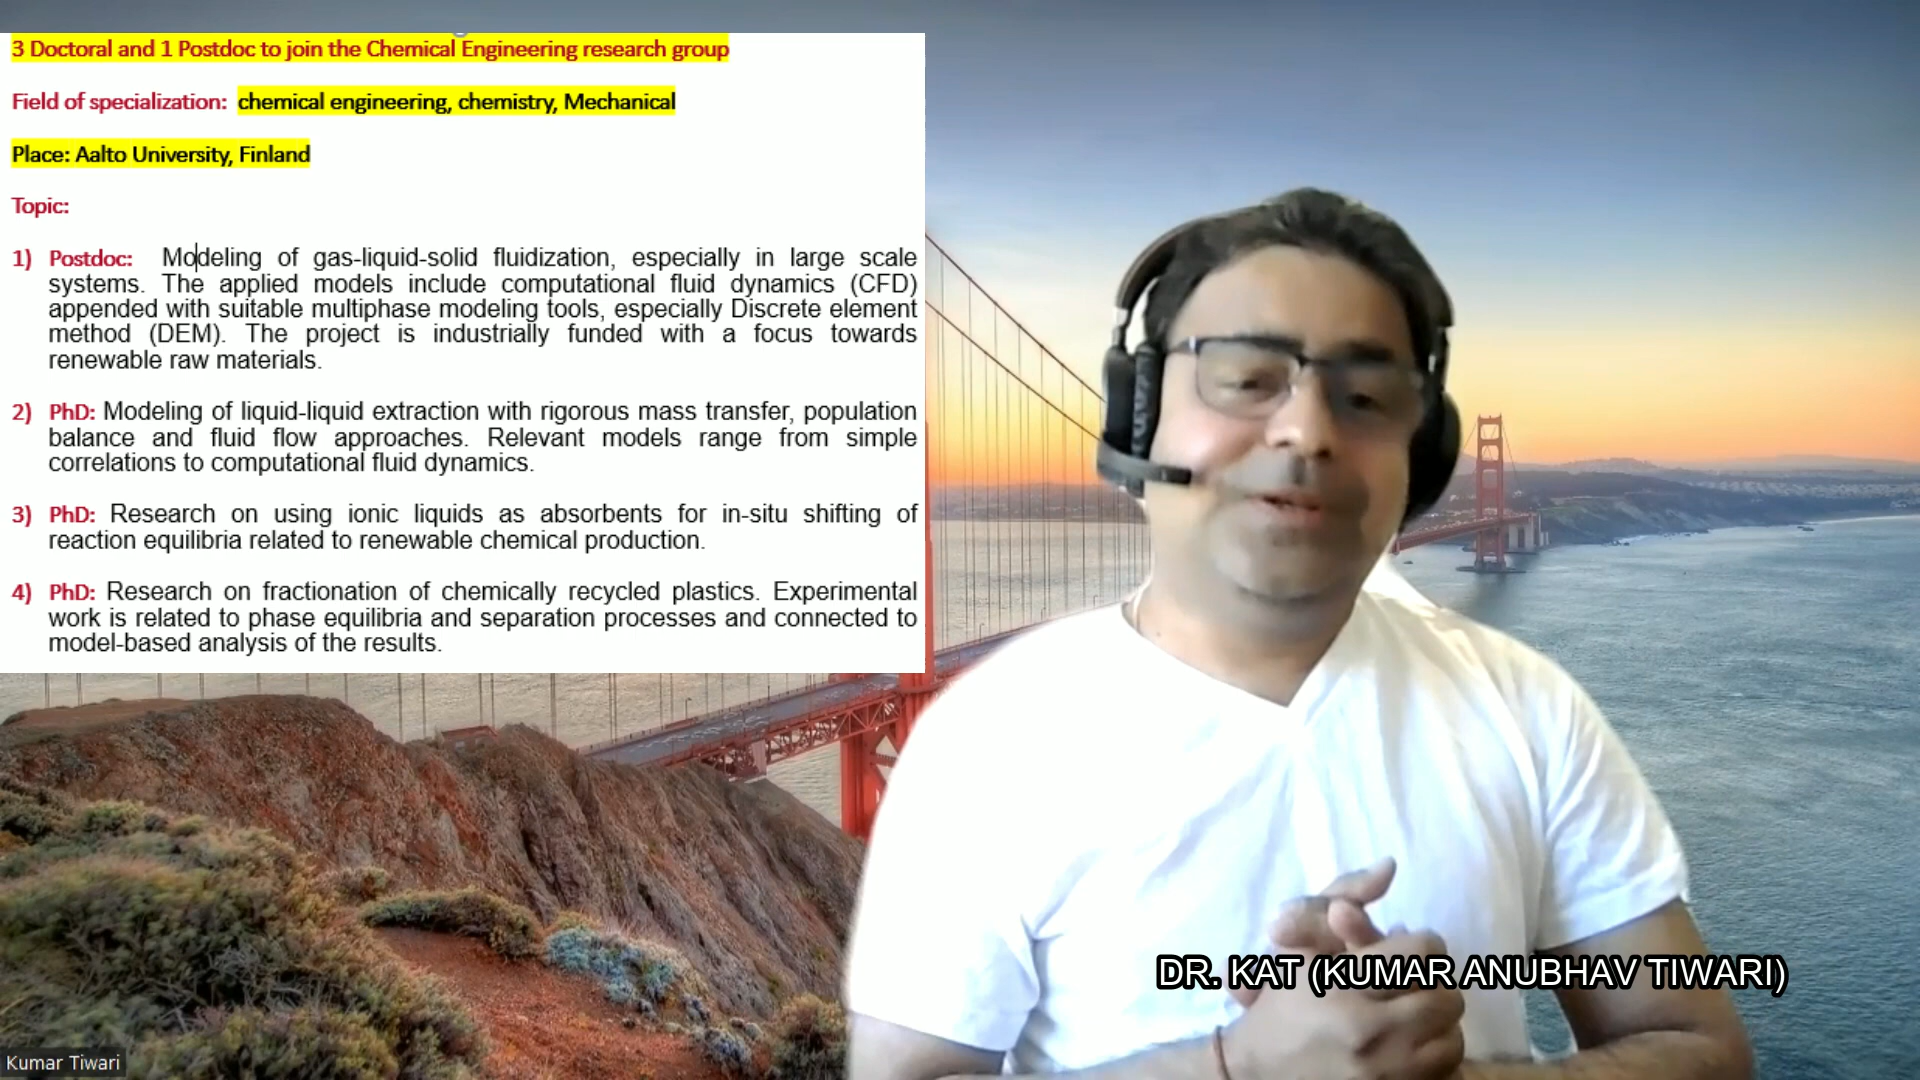 3 Doctoral and 1 Postdoc to join the Chemical Engineering research group
Field of specialization: chemical engineering, chemistry, Mechanical
Place: Aalto University, Finland
Topic:
1) Postdoc: Modeling of gas-liquid-solid fluidization, especially in large scale
systems. The applied models include computational fluid dynamics (CFD)
appended with suitable multiphase modeling tools, especially Discrete element
method (DEM). The project is industrially funded with a focus towards
renewable raw materials.
2) PhD: Modeling of liquid-liquid extraction with rigorous mass transfer, population
balance and fluid flow approaches. Relevant models range from simple
correlations to computational fluid dynamics.
3) PhD: Research on using ionic liquids as absorbents for in-situ shifting of
reaction equilibria related to renewable chemical production.
4) PhD: Research on fractionation of chemically recycled plastics. Experimental
work is related to phase equilibria and separation processes and connected to
model-based analysis of the results.
DR. KAT (KUMAR ANUBHAV TIWARI)
Kumar Tiwari